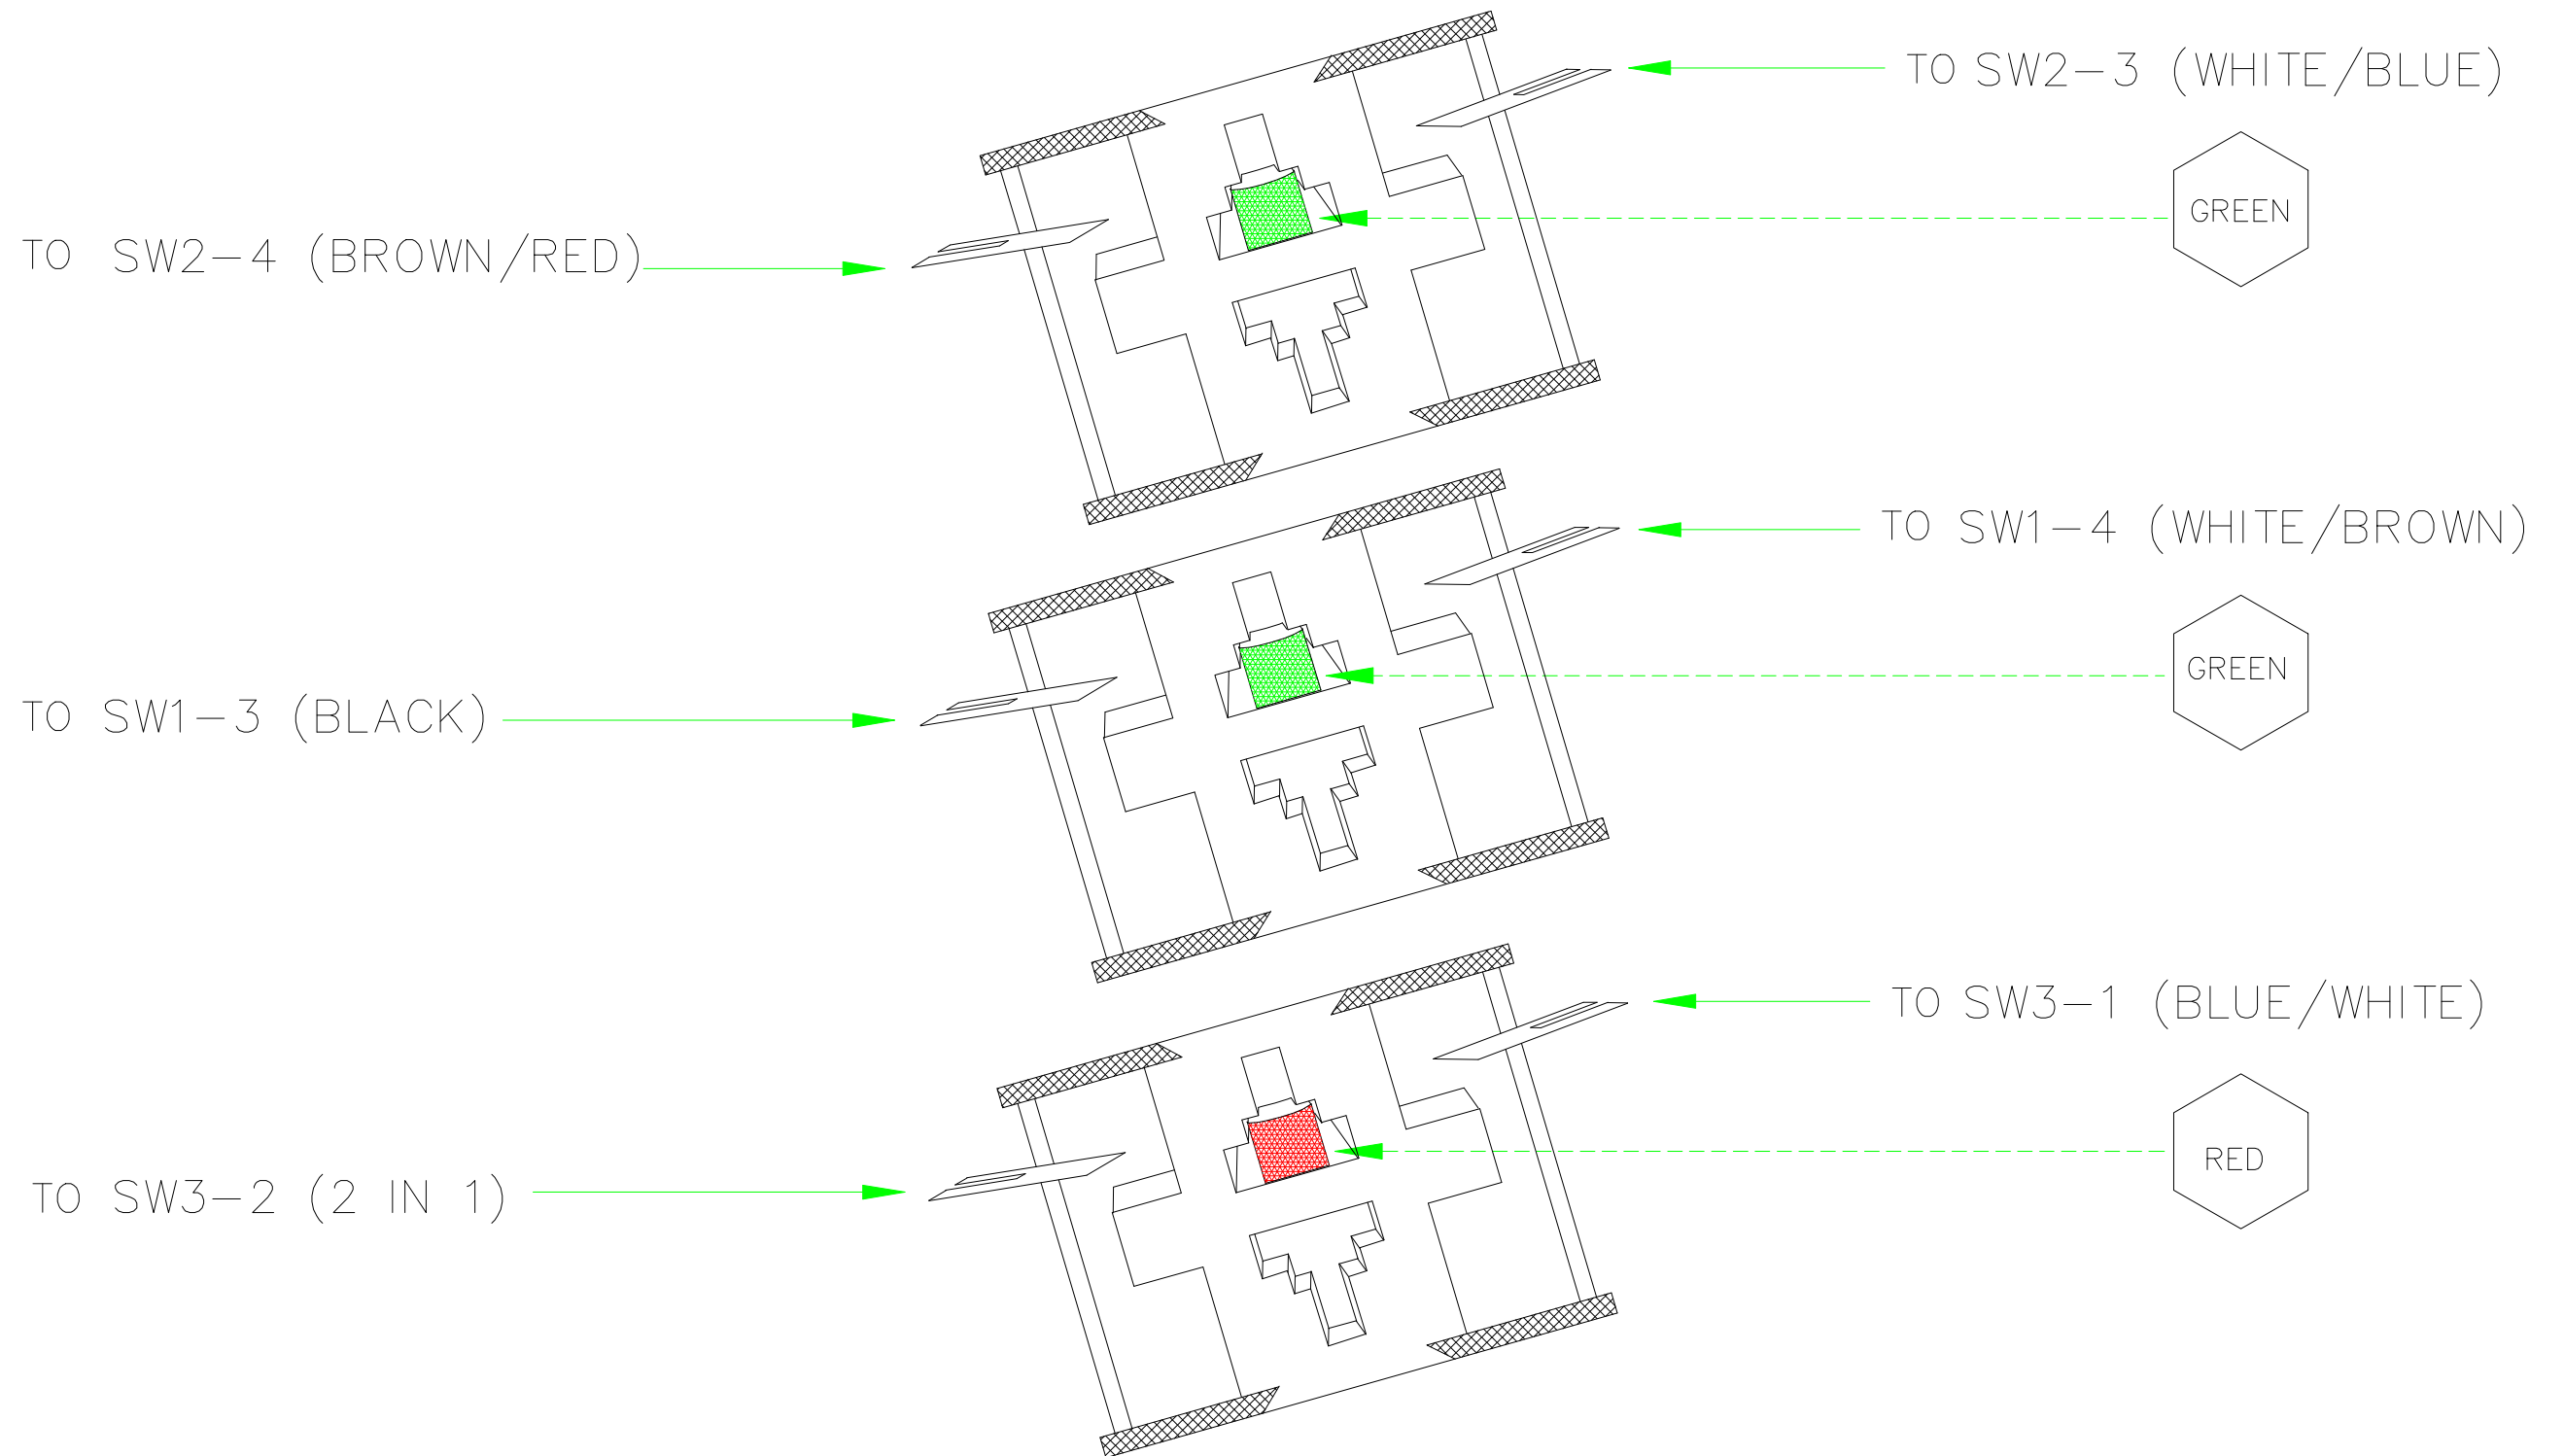 TO SW2-3 (WHITE/BLUE)
GREEN
TO SW2-4 (BROWN/RED)
TO SW1-4 (WHITE/BROWN)
GREEN
TO SW1-3 (BLACK)
TO SW3-1 (BLUE/WHITE)
RED
TO SW3-2 (2 IN 1)